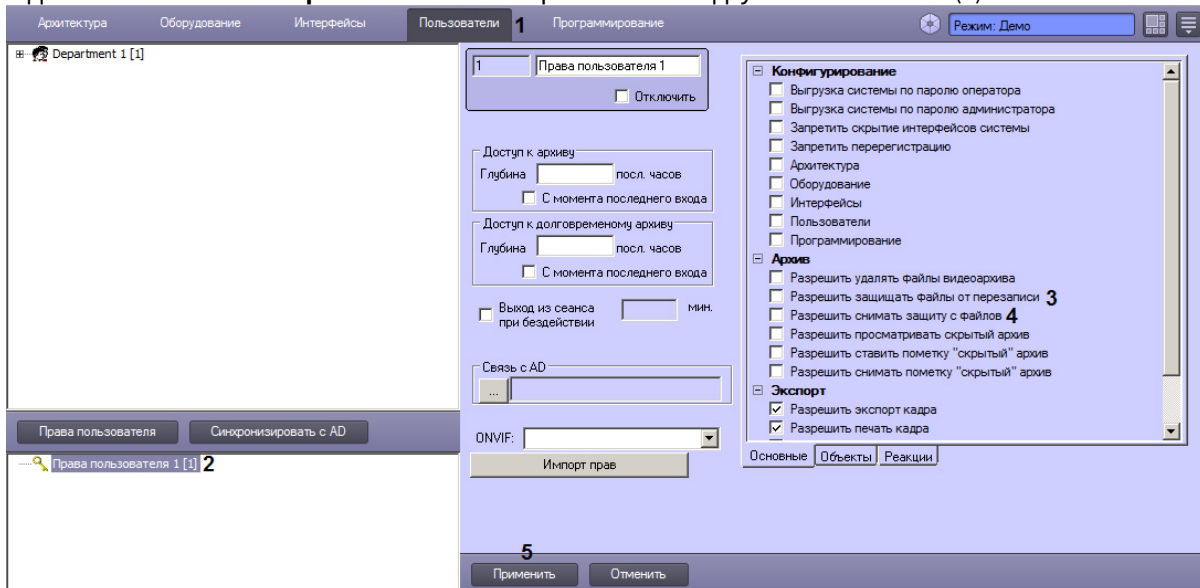 Архитектура Оборудование Интерфейсы Пользователи 1 Программирование Режим: Демо
Department 1 [1]
1 Права пользователя 1
Отключить
Доступ к архиву
Глубина посл. часов
С момента последнего входа
Доступ к долговременому архиву
Глубина посл. часов
С момента последнего входа
Выход из сеанса
при бездействии
мин.
Связь с AD
...
ONVIF:
Импорт прав
Конфигурирование
Выгрузка системы по паролю оператора
Выгрузка системы по паролю администратора
Запретить скрытие интерфейсов системы
Запретить перерегистрацию
Архитектура
Оборудование
Интерфейсы
Пользователи
Программирование
Архив
Разрешить удалять файлы видеоархива
Разрешить защищать файлы от перезаписи 3
Разрешить снимать защиту с файлов 4
Разрешить просматривать скрытый архив
Разрешить ставить пометку "скрытый" архив
Разрешить снимать пометку "скрытый" архив
Экспорт
Разрешить экспорт кадра
Разрешить печать кадра
Основные Объекты Реакции
Права пользователя Синхронизировать с AD
Права пользователя 1 [1] 2
5
Применить Отменить